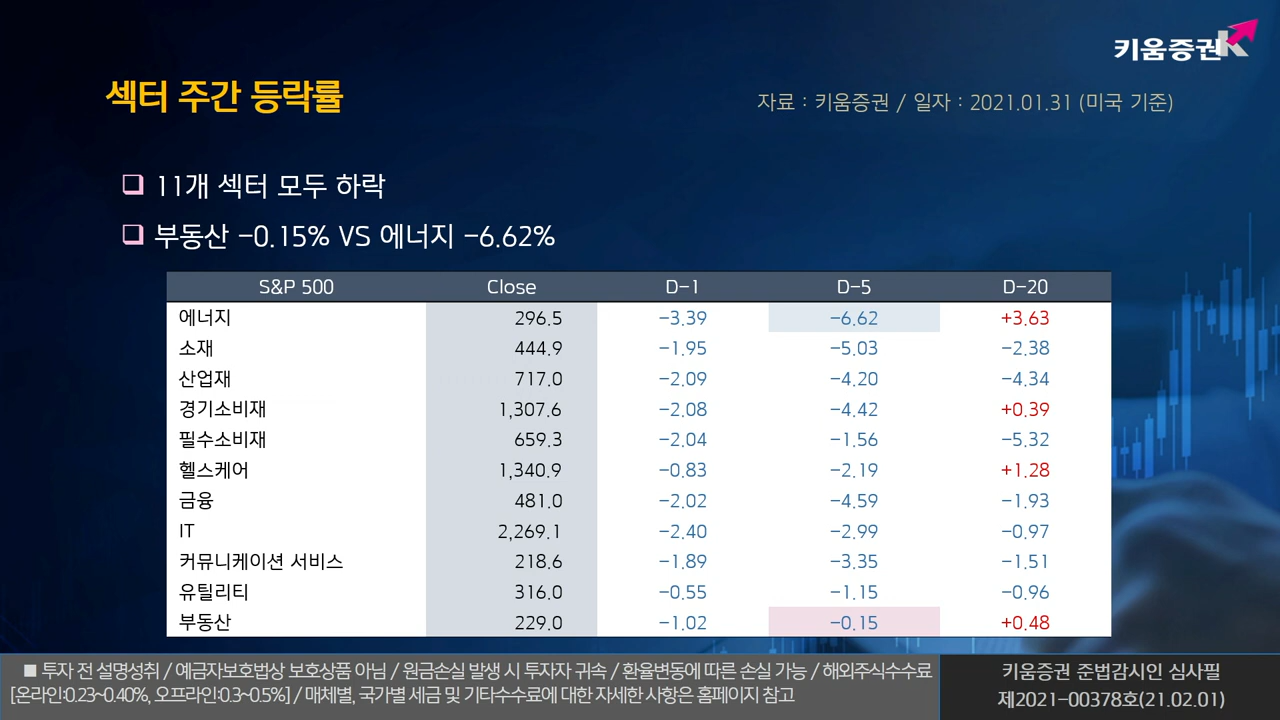 키움증권
섹터 주간 등락률
자료 : 키움증권 / 일자 : 2021.01.31 (미국 기준)
❑ 11개 섹터 모두 하락
❑ 부동산 -0.15% VS 에너지 -6.62%
S&P 500 Close D-1 D-5 D-20
에너지 296.5 -3.39 -6.62 +3.63
소재 444.9 -1.95 -5.03 -2.38
산업재 717.0 -2.09 -4.20 -4.34
경기소비재 1,307.6 -2.08 -4.42 +0.39
필수소비재 659.3 -2.04 -1.56 -5.32
헬스케어 1,340.9 -0.83 -2.19 +1.28
금융 481.0 -2.02 -4.59 -1.93
IT 2,269.1 -2.40 -2.99 -0.97
커뮤니케이션 서비스 218.6 -1.89 -3.35 -1.51
유틸리티 316.0 -0.55 -1.15 -0.96
부동산 229.0 -1.02 -0.15 +0.48
■ 투자 전 설명성취 / 예금자보호법상 보호상품 아님 / 원금손실 발생 시 투자자 귀속 / 환율변동에 따른 손실 가능 / 해외주식수수료
[온라인:0.23~0.40%, 오프라인:0.3~0.5%] / 매체별, 국가별 세금 및 기타수수료에 대한 자세한 사항은 홈페이지 참고
키움증권 준법감시인 심사필
제2021-00378호(21.02.01)